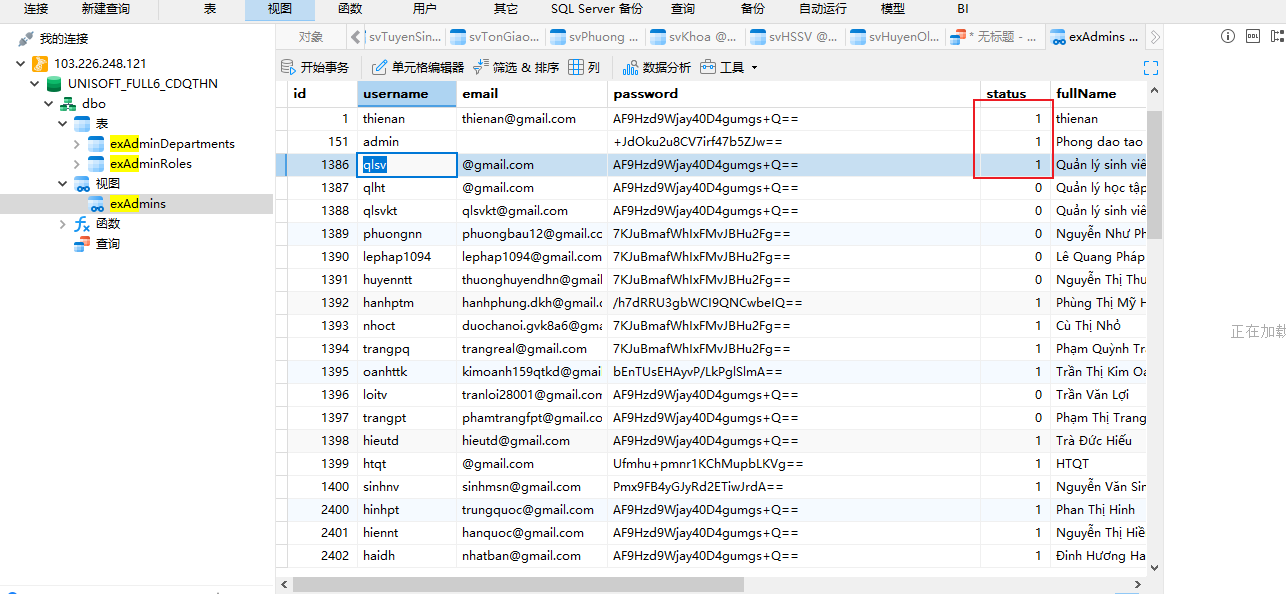 连接 新建查询 表 视图 函数 用户 其它 SQL Server 备份 查询 备份 自动运行 模型 BI
我的连接
103.226.248.121
UNISOFT_FULL6_CDQTHN
dbo
表
exAdminDepartments
exAdminRoles
视图
exAdmins
函数
查询
对象 svTuyenSin... svTonGiao... svPhuong ... svKhoa @... svHSSV @... svHuyenOl... * 无标题 - ... exAdmins ...
开始事务 单元格编辑器 筛选 & 排序 列 数据分析 工具
id username email password status fullName
1 thienan thienan@gmail.com AF9Hzd9Wjay40D4gumgs+Q== 1 thienan
151 admin +JdOku2u8CV7irf47b5ZJw== 1 Phong dao tao
1386 qlsv @gmail.com AF9Hzd9Wjay40D4gumgs+Q== 1 Quản lý sinh viê
1387 qlht @gmail.com AF9Hzd9Wjay40D4gumgs+Q== 0 Quản lý học tập
1388 qlsvkt qlsvkt@gmail.com AF9Hzd9Wjay40D4gumgs+Q== 0 Quản lý sinh viê
1389 phuongnn phuongbau12@gmail.cc 7KJuBmafWhIxFMvJBHu2Fg== 0 Nguyễn Như Ph
1390 lephap1094 lephap1094@gmail.com 7KJuBmafWhIxFMvJBHu2Fg== 0 Lê Quang Pháp
1391 huyenntt thuonghuyendhn@gmail 7KJuBmafWhIxFMvJBHu2Fg== 0 Nguyễn Thị Thu
1392 hanhptm hanhphung.dkh@gmail.c /h7dRRU3gbWCI9QNCwbeIQ== 1 Phùng Thị Mỹ H
1393 nhoct duochanoi.gvk8a6@gma 7KJuBmafWhIxFMvJBHu2Fg== 1 Cù Thị Nhỏ
1394 trangpq trangreal@gmail.com 7KJuBmafWhIxFMvJBHu2Fg== 1 Phạm Quỳnh Tr
1395 oanhttk kimoanh159qtkd@gmai bEnTUsEHAyvP/LkPglSlmA== 1 Trần Thị Kim Oa
1396 loitv tranloi28001@gmail.com AF9Hzd9Wjay40D4gumgs+Q== 0 Trần Văn Lợi
1397 trangpt phamtrangfpt@gmail.co AF9Hzd9Wjay40D4gumgs+Q== 0 Phạm Thị Trang
1398 hieutd hieutd@gmail.com AF9Hzd9Wjay40D4gumgs+Q== 1 Trà Đức Hiếu
1399 htqt @gmail.com Ufmhu+pmnr1KChMupbLKVg== 1 HTQT
1400 sinhnv sinhmsn@gmail.com Pmx9FB4yGJyRd2ETiwJrdA== 1 Nguyễn Văn Sin
2400 hinhpt trungquoc@gmail.com AF9Hzd9Wjay40D4gumgs+Q== 1 Phan Thị Hinh
2401 hiennt hanquoc@gmail.com AF9Hzd9Wjay40D4gumgs+Q== 1 Nguyễn Thị Hiề
2402 haidh nhatban@gmail.com AF9Hzd9Wjay40D4gumgs+Q== 1 Đinh Hương Ha
DDL
正在加载